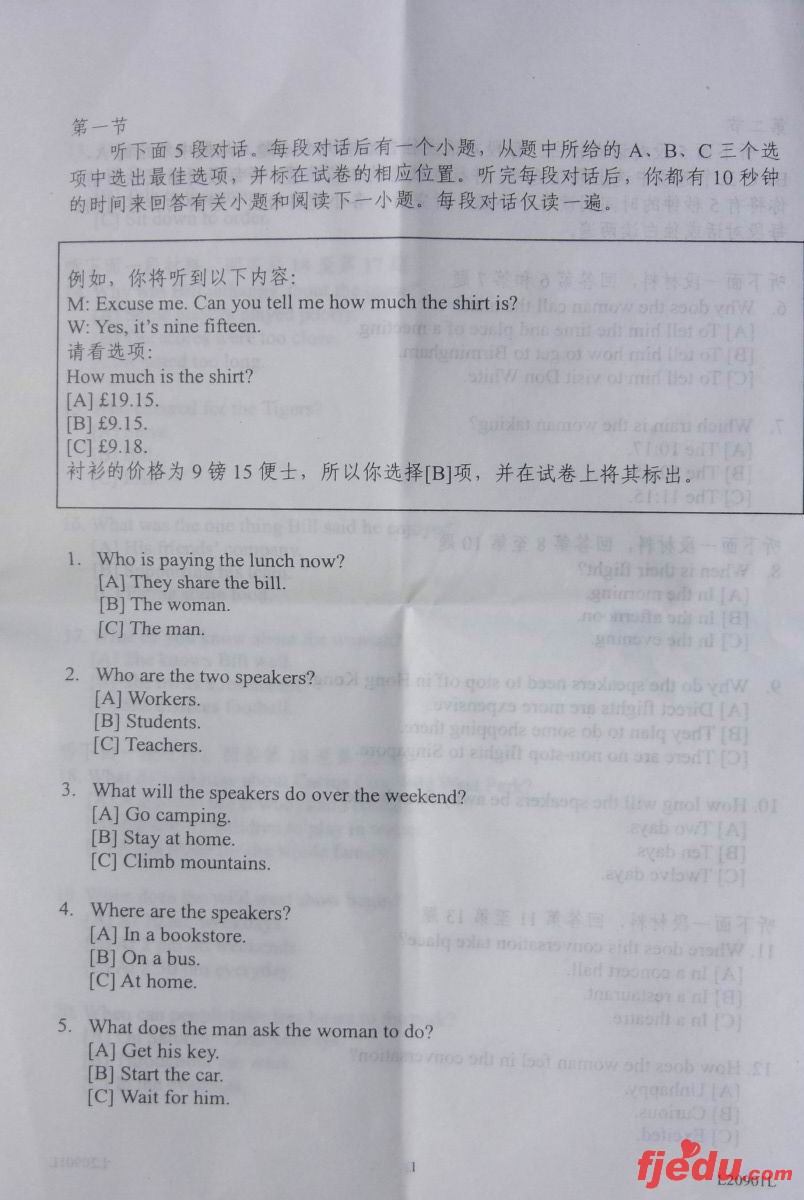 第一节
听下面 5 段对话。每段对话后有一个小题，从题中所给的 A、B、C 三个选
项中选出最佳选项，并标在试卷的相应位置。听完每段对话后，你都有 10 秒钟
的时间来回答有关小题和阅读下一小题。每段对话仅读一遍。
例如，你将听到以下内容：
M: Excuse me. Can you tell me how much the shirt is?
W: Yes, it's nine fifteen.
请看选项：
How much is the shirt?
[A] £19.15.
[B] £9.15.
[C] £9.18.
衬衫的价格为 9 镑 15 便士，所以你选择[B]项，并在试卷上将其标出。
1. Who is paying the lunch now?
[A] They share the bill.
[B] The woman.
[C] The man.
2. Who are the two speakers?
[A] Workers.
[B] Students.
[C] Teachers.
3. What will the speakers do over the weekend?
[A] Go camping.
[B] Stay at home.
[C] Climb mountains.
4. Where are the speakers?
[A] In a bookstore.
[B] On a bus.
[C] At home.
5. What does the man ask the woman to do?
[A] Get his key.
[B] Start the car.
[C] Wait for him.
1
fjedu.com
L20901L